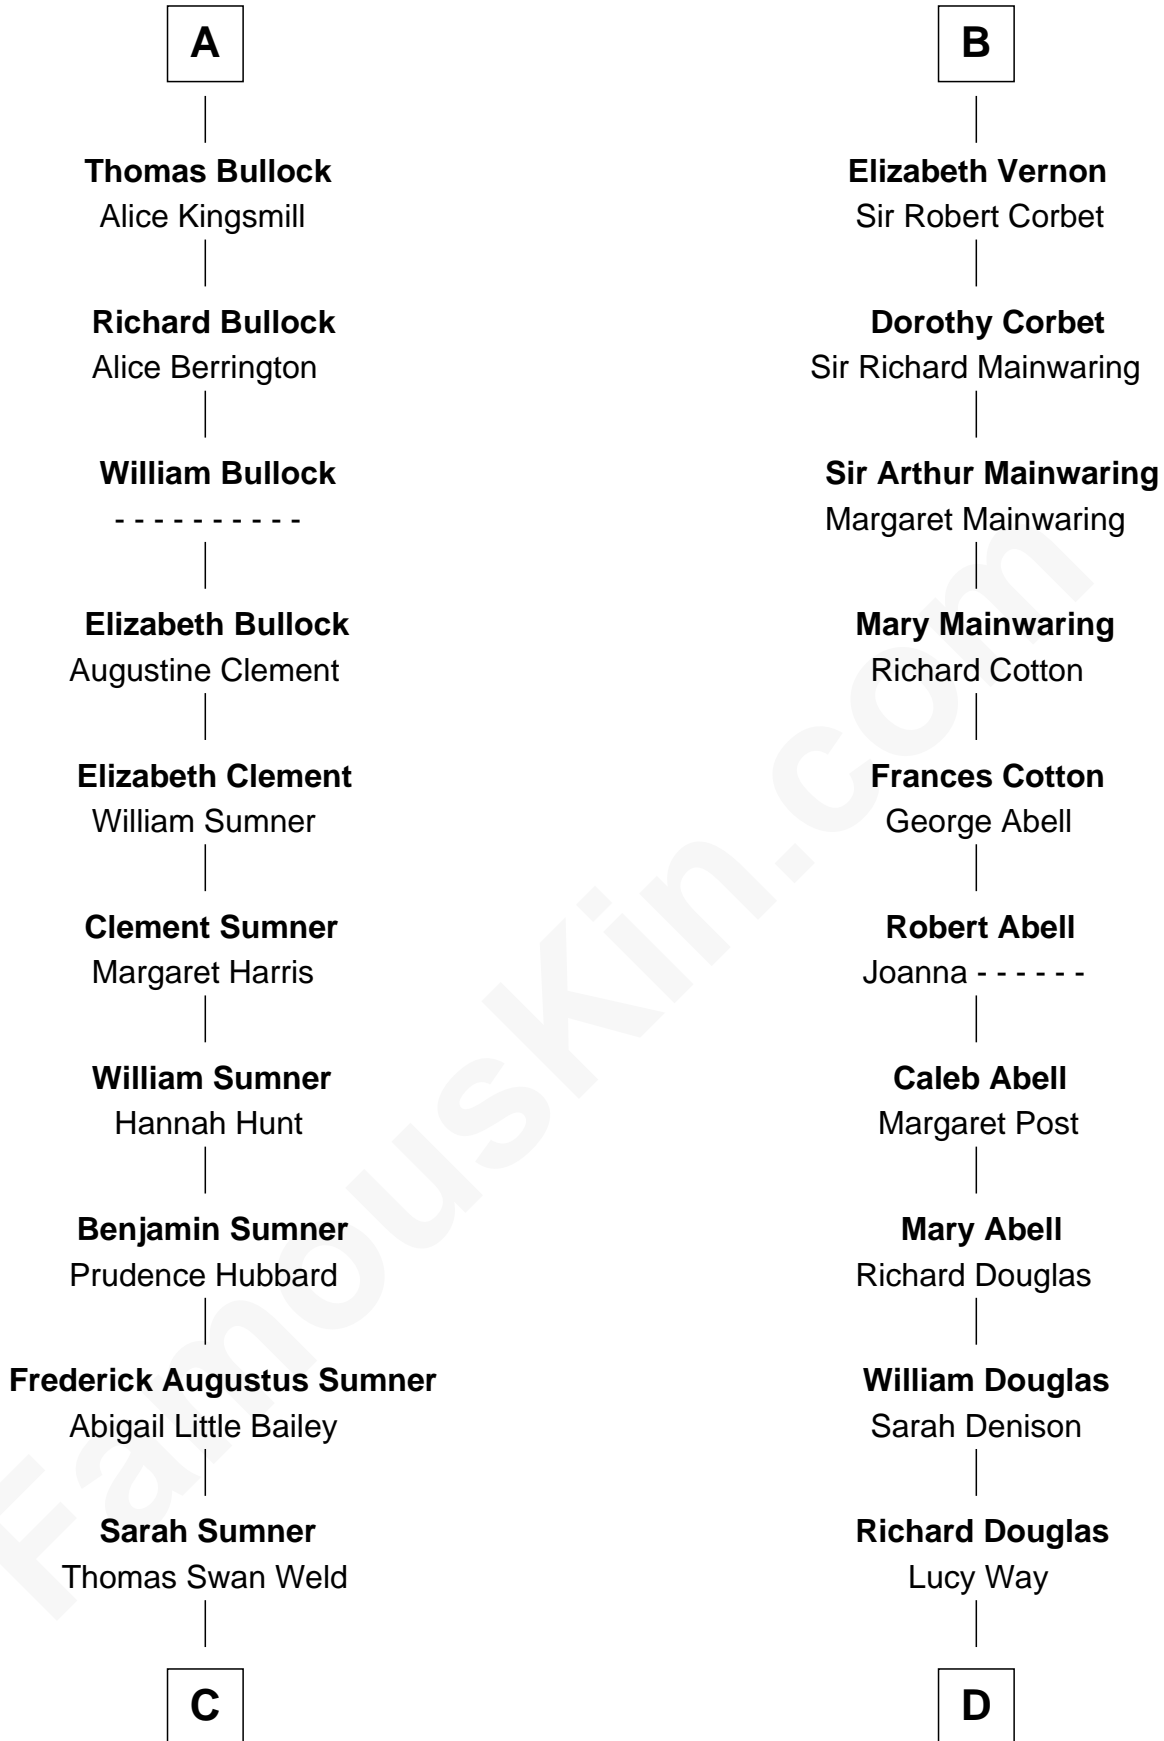 A
Thomas Bullock
Alice Kingsmill
Richard Bullock
Alice Berrington
William Bullock
- - - - - - - - - -
Elizabeth Bullock
Augustine Clement
Elizabeth Clement
William Sumner
Clement Sumner
Margaret Harris
William Sumner
Hannah Hunt
Benjamin Sumner
Prudence Hubbard
Frederick Augustus Sumner
Abigail Little Bailey
Sarah Sumner
Thomas Swan Weld
C
B
Elizabeth Vernon
Sir Robert Corbet
Dorothy Corbet
Sir Richard Mainwaring
Sir Arthur Mainwaring
Margaret Mainwaring
Mary Mainwaring
Richard Cotton
Frances Cotton
George Abell
Robert Abell
Joanna - - - - - -
Caleb Abell
Margaret Post
Mary Abell
Richard Douglas
William Douglas
Sarah Denison
Richard Douglas
Lucy Way
D
FamousKin.com